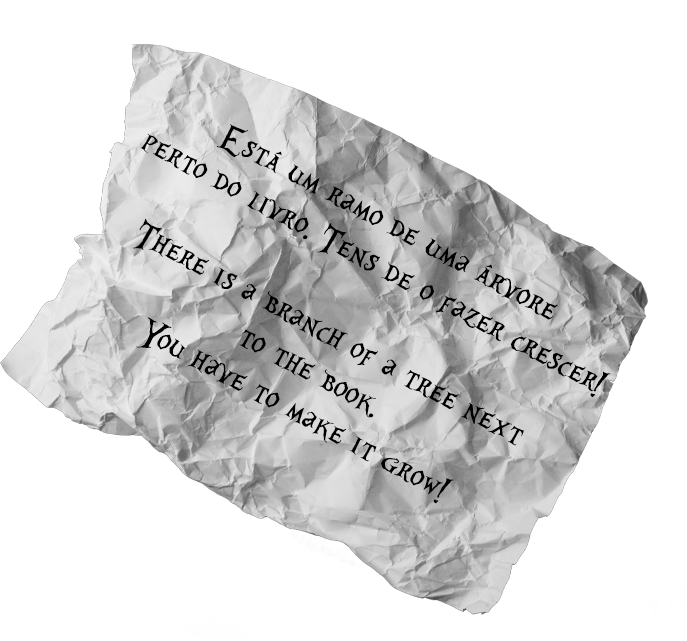 Está um ramo de uma árvore
perto do livro. Tens de o fazer crescer!
There is a branch of a tree next
to the book.
You have to make it grow!